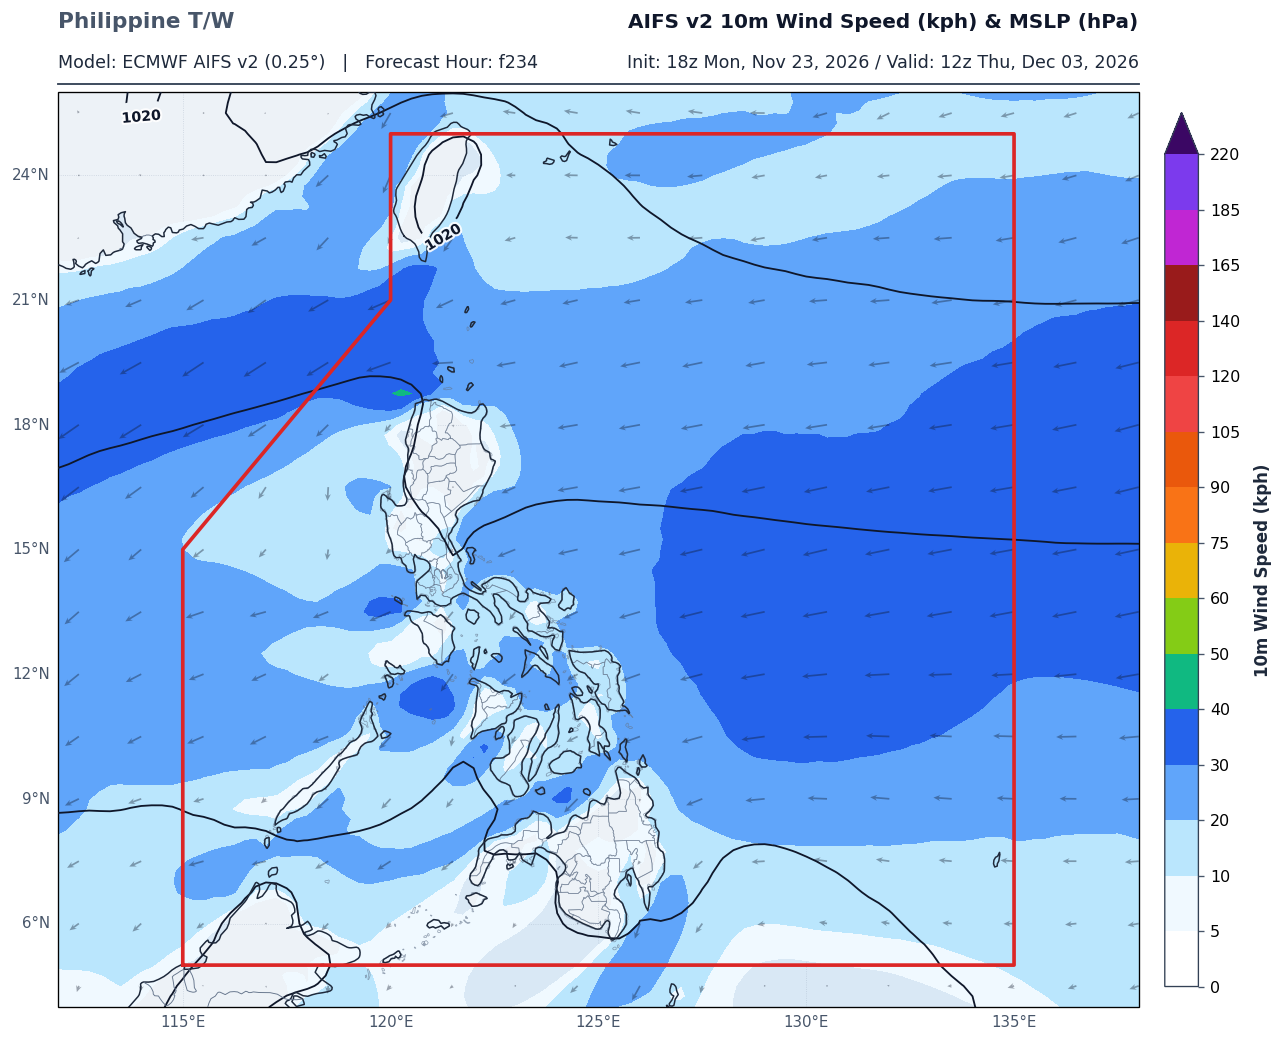 Philippine T/W
AIFS v2 10m Wind Speed (kph) & MSLP (hPa)
Model: ECMWF AIFS v2 (0.25°) | Forecast Hour: f234
Init: 18z Mon, Nov 23, 2026 / Valid: 12z Thu, Dec 03, 2026
1020
1020
24°N
21°N
18°N
15°N
12°N
9°N
6°N
115°E
120°E
125°E
130°E
135°E
220
185
165
140
120
105
90
75
60
50
40
30
20
10
5
0
10m Wind Speed (kph)